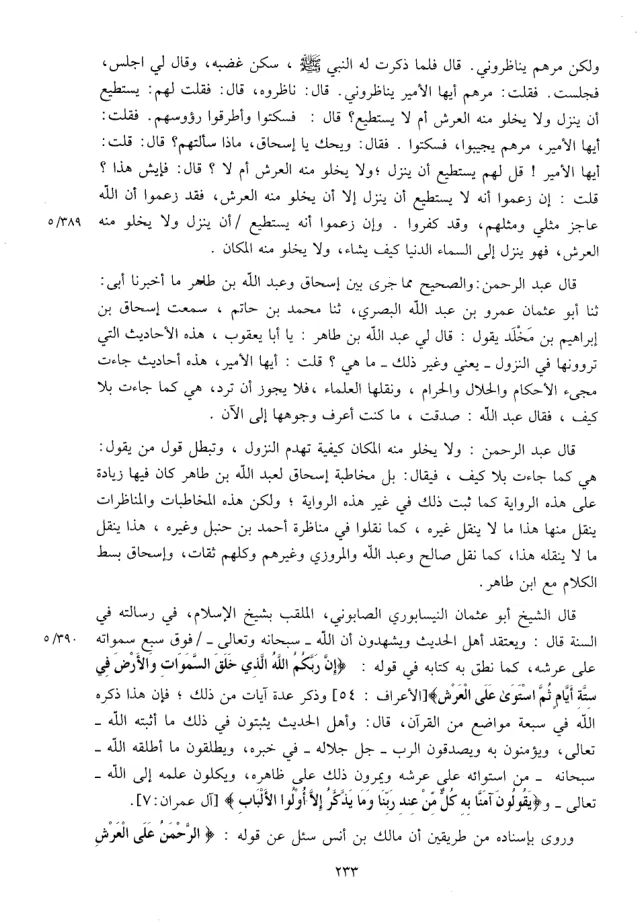 ولكن مرهم يناظروني. قال فلما ذكرت له النبي ﷺ ، سكن غضبه، وقال لي اجلس،
فجلست. فقلت: مرهم أيها الأمير يناظروني. قال: ناظروه، قال: فقلت لهم: يستطيع
أن ينزل ولا يخلو منه العرش أم لا يستطيع؟ قال : فسكتوا وأطرقوا رؤوسهم. فقلت:
أيها الأمير، مرهم يجيبوا، فسكتوا . فقال: ويحك يا إسحاق، ماذا سألتهم؟ قال: قلت:
أيها الأمير ! قل لهم يستطيع أن ينزل ؛ولا يخلو منه العرش أم لا ؟ قال: فإيش هذا ؟
قلت : إن زعموا أنه لا يستطيع أن ينزل إلا أن يخلو منه العرش، فقد زعموا أن الله
عاجز مثلي ومثلهم، وقد كفروا . وإن زعموا أنه يستطيع /أن ينزل ولا يخلو منه ٥/٣٨٩
العرش، فهو ينزل إلى السماء الدنيا كيف يشاء، ولا يخلو منه المكان .
قال عبد الرحمن: والصحيح مما جرى بين إسحاق وعبد الله بن طاهر ما أخبرنا أبى:
ثنا أبو عثمان عمرو بن عبد الله البصري، ثنا محمد بن حاتم ، سمعت إسحاق بن
إبراهيم بن مَخْلَد يقول : قال لي عبد الله بن طاهر : يا أبا يعقوب ، هذه الأحاديث التي
تروونها في النزول ـ يعني وغير ذلك ـ ما هي ؟ قلت : أيها الأمير، هذه أحاديث جاءت
مجىء الأحكام والحلال والحرام ، ونقلها العلماء ،فلا يجوز أن ترد، هي كما جاءت بلا
كيف ، فقال عبد الله : صدقت ، ما كنت أعرف وجوهها إلى الآن .
قال عبد الرحمن : ولا يخلو منه المكان كيفية تهدم النزول ، وتبطل قول من يقول:
هي كما جاءت بلا كيف ، فيقال: بل مخاطبة إسحاق لعبد الله بن طاهر كان فيها زيادة
على هذه الرواية كما ثبت ذلك في غير هذه الرواية ؛ ولكن هذه المخاطبات والمناظرات
ينقل منها هذا ما لا ينقل غيره ، كما نقلوا في مناظرة أحمد بن حنبل وغيره ، هذا ينقل
ما لا ينقله هذا، كما نقل صالح وعبد الله والمروزي وغيرهم وكلهم ثقات، وإسحاق بسط
الكلام مع ابن طاهر.
قال الشيخ أبو عثمان النيسابوري الصابوني، الملقب بشيخ الإسلام، في رسالته في
السنة قال : ويعتقد أهل الحديث ويشهدون أن الله ـ سبحانه وتعالى ـ /فوق سبع سمواته ٥/٣٩٠
على عرشه، كما نطق به كتابه في قوله : ﴿إِنَّ رَبَّكُمُ اللَّهُ الَّذِي خَلَقَ السَّمَوَاتِ وَالأَرْضَ فِي
سِتَّةِ أَيَّامٍ ثُمَّ اسْتَوَىٰ عَلَى الْعَرْشِ﴾[الأعراف : ٥٤] وذكر عدة آيات من ذلك ؛ فإن هذا ذكره
الله في سبعة مواضع من القرآن، قال: وأهل الحديث يثبتون في ذلك ما أثبته الله ـ
تعالى، ويؤمنون به ويصدقون الرب ـ جل جلاله ـ في خبره، ويطلقون ما أطلقه الله ـ
سبحانه ـ من استوائه على عرشه ويمرون ذلك على ظاهره، ويكلون علمه إلى الله ـ
تعالى ـ و﴿يَقُولُونَ آمَنَّا بِهِ كُلٌّ مِّنْ عِندِ رَبِّنَا وَمَا يَذَّكَّرُ إِلاَّ أُولُوا الأَلْبَابِ ﴾ [آل عمران:٧].
وروى بإسناده من طريقين أن مالك بن أنس سئل عن قوله : ﴿ الرَّحْمَنُ عَلَى الْعَرْشِ
٢٣٣